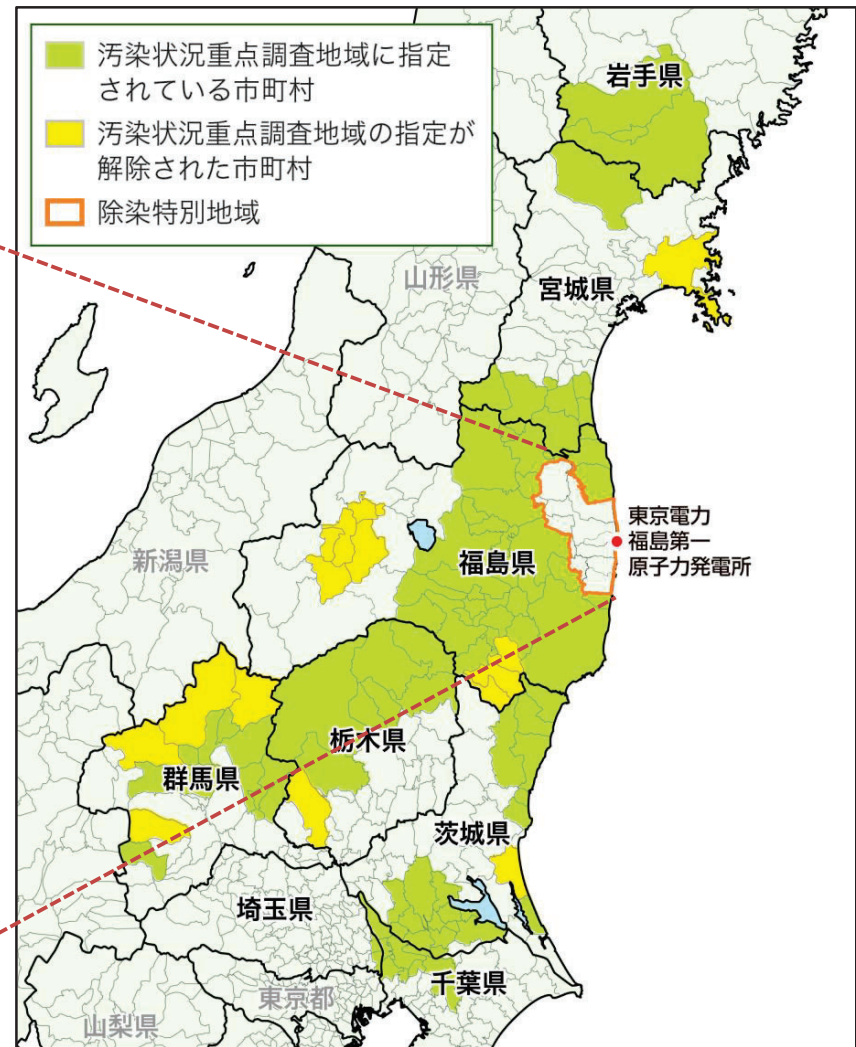 汚染状況重点調査地域に指定
されている市町村
汚染状況重点調査地域の指定が
解除された市町村
除染特別地域
岩手県
山形県
宮城県
東京電力
福島第一
原子力発電所
新潟県
福島県
栃木県
群馬県
茨城県
埼玉県
千葉県
東京都
山梨県